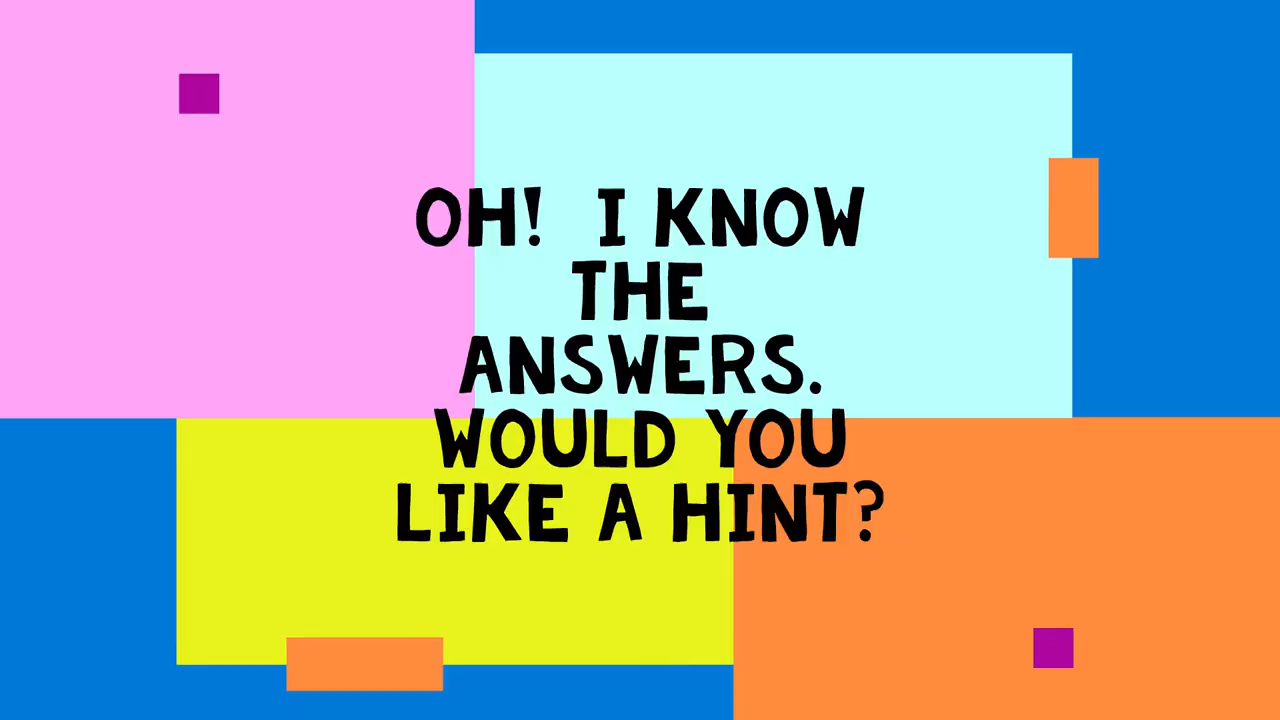 OH!  I KNOW
THE
ANSWERS.
WOULD YOU
LIKE A HINT?